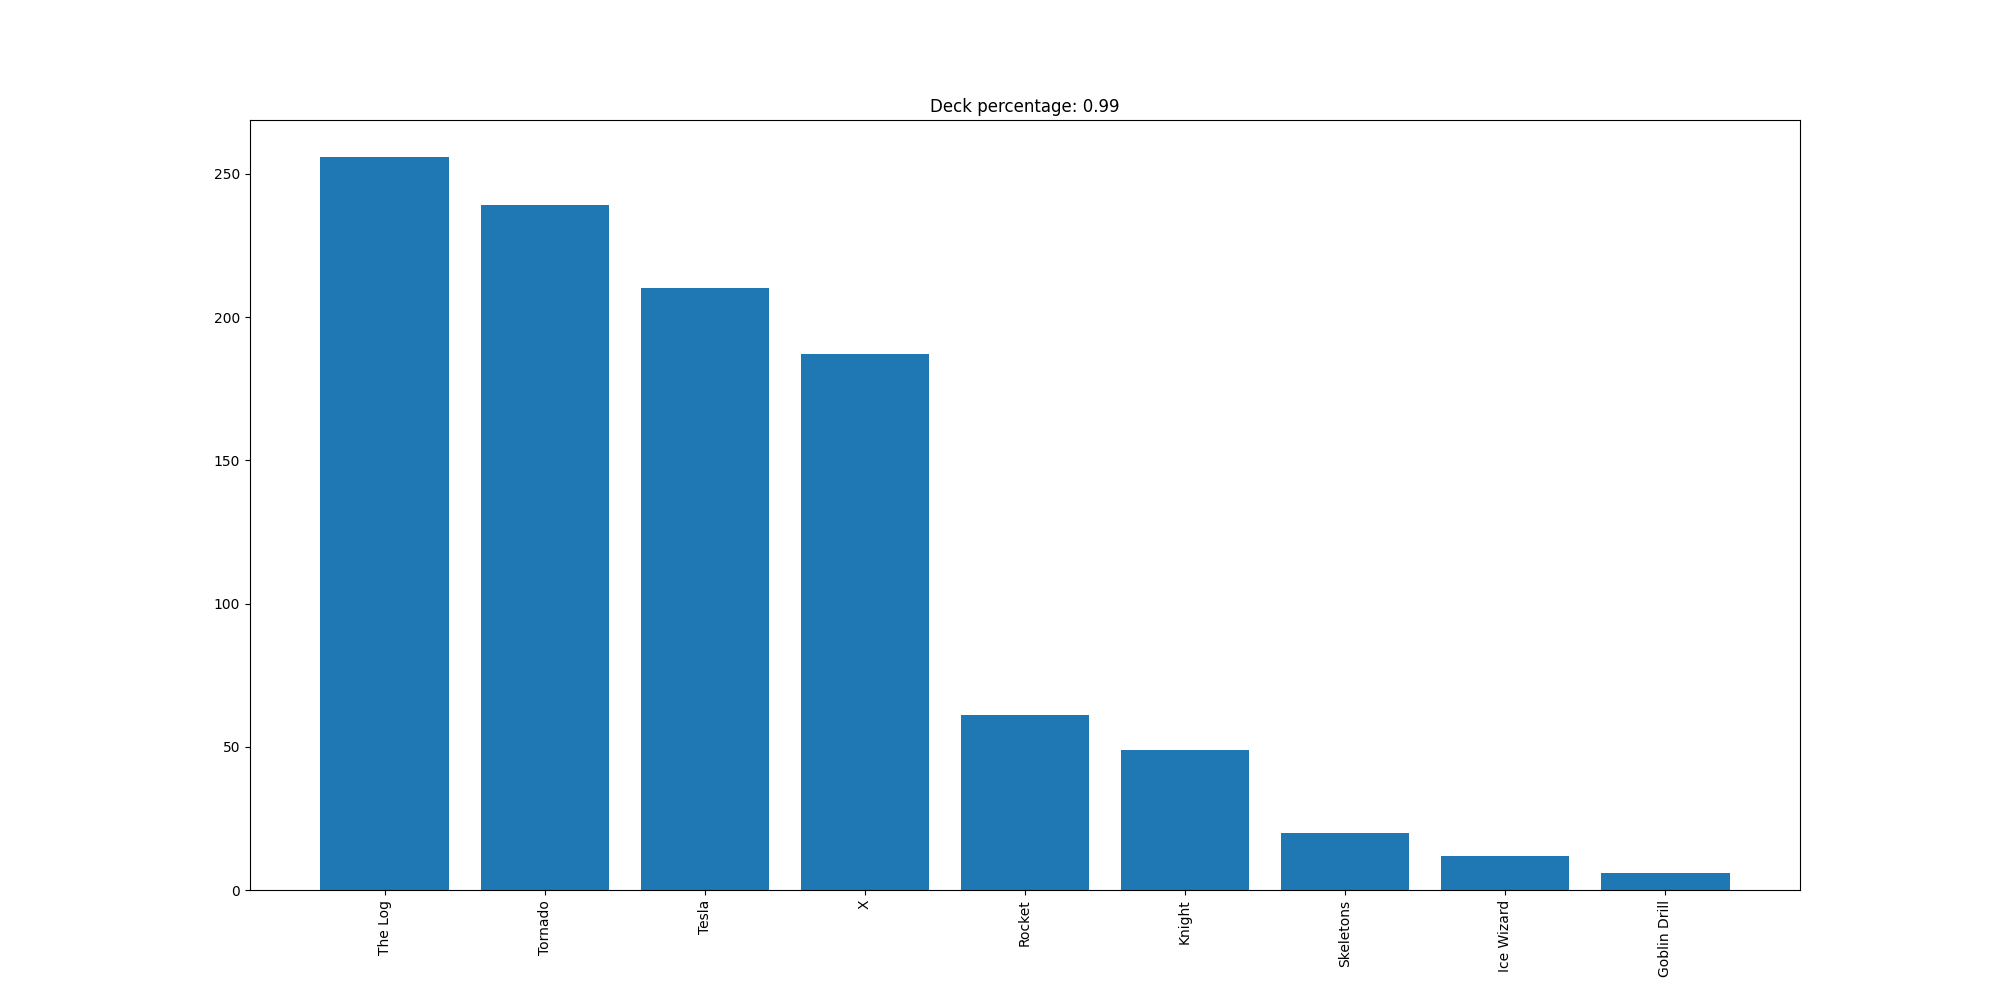 Deck percentage: 0.99
250
200
150
100
50
0
The Log
Tornado
Tesla
X
Rocket
Knight
Skeletons
Ice Wizard
Goblin Drill